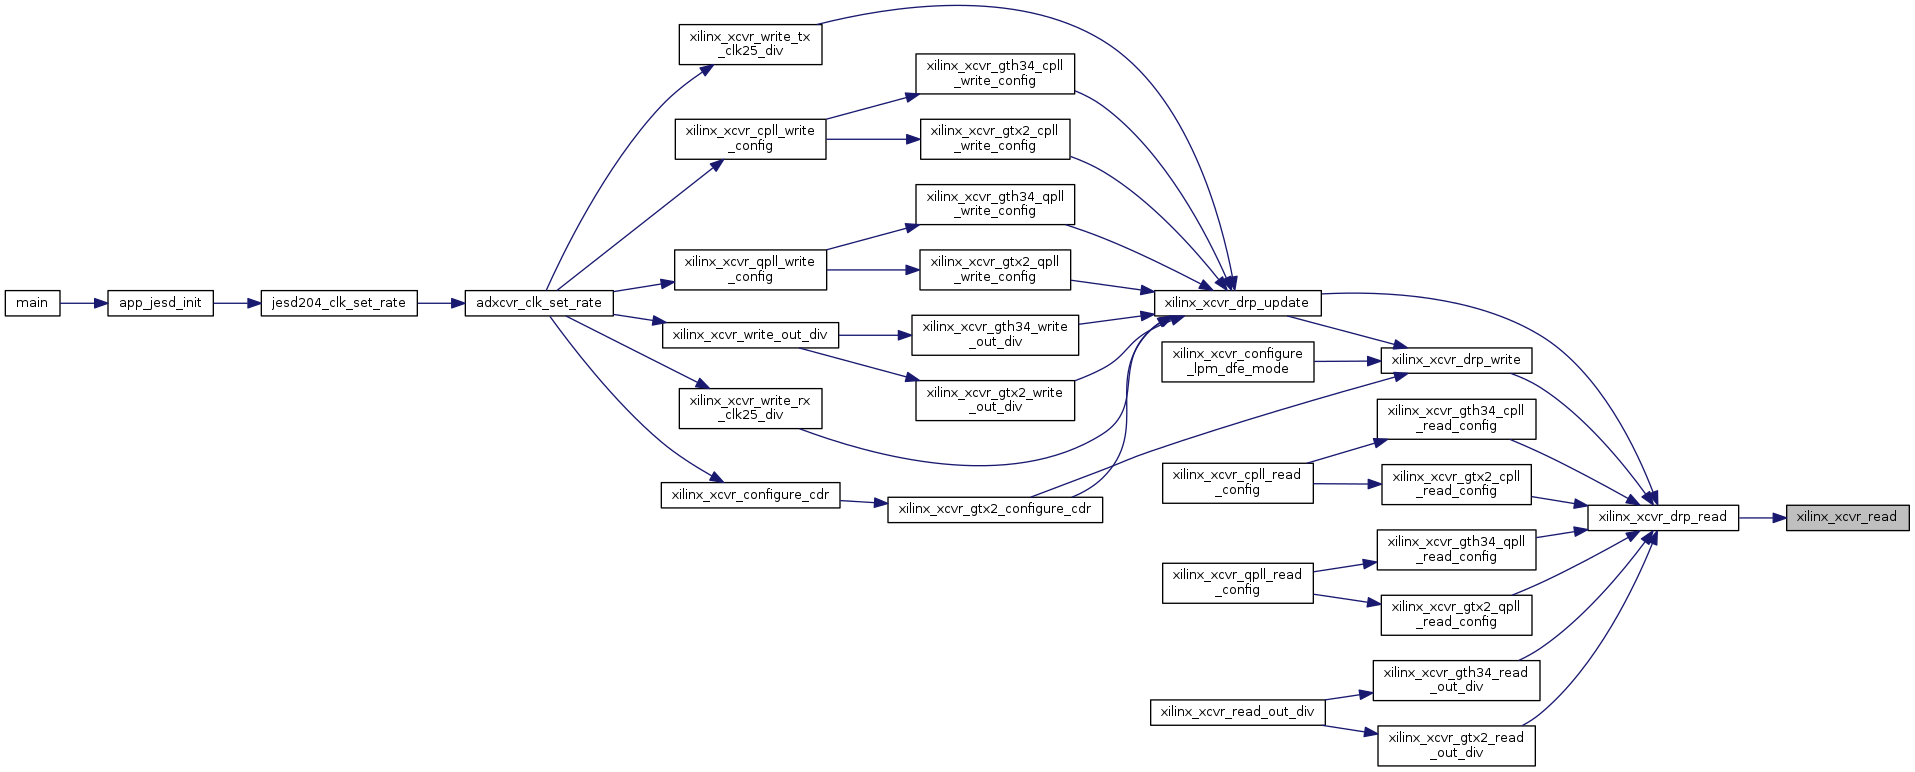 main
app_jesd_init
jesd204_clk_set_rate
adxcvr_clk_set_rate
xilinx_xcvr_write_tx
_clk25_div
xilinx_xcvr_cpll_write
_config
xilinx_xcvr_qpll_write
_config
xilinx_xcvr_write_out_div
xilinx_xcvr_write_rx
_clk25_div
xilinx_xcvr_configure_cdr
xilinx_xcvr_gth34_cpll
_write_config
xilinx_xcvr_gtx2_cpll
_write_config
xilinx_xcvr_gth34_qpll
_write_config
xilinx_xcvr_gtx2_qpll
_write_config
xilinx_xcvr_gth34_write
_out_div
xilinx_xcvr_gtx2_write
_out_div
xilinx_xcvr_gtx2_configure_cdr
xilinx_xcvr_drp_update
xilinx_xcvr_configure
_lpm_dfe_mode
xilinx_xcvr_cpll_read
_config
xilinx_xcvr_qpll_read
_config
xilinx_xcvr_read_out_div
xilinx_xcvr_drp_write
xilinx_xcvr_gth34_cpll
_read_config
xilinx_xcvr_gtx2_cpll
_read_config
xilinx_xcvr_gth34_qpll
_read_config
xilinx_xcvr_gtx2_qpll
_read_config
xilinx_xcvr_gth34_read
_out_div
xilinx_xcvr_gtx2_read
_out_div
xilinx_xcvr_drp_read
xilinx_xcvr_read